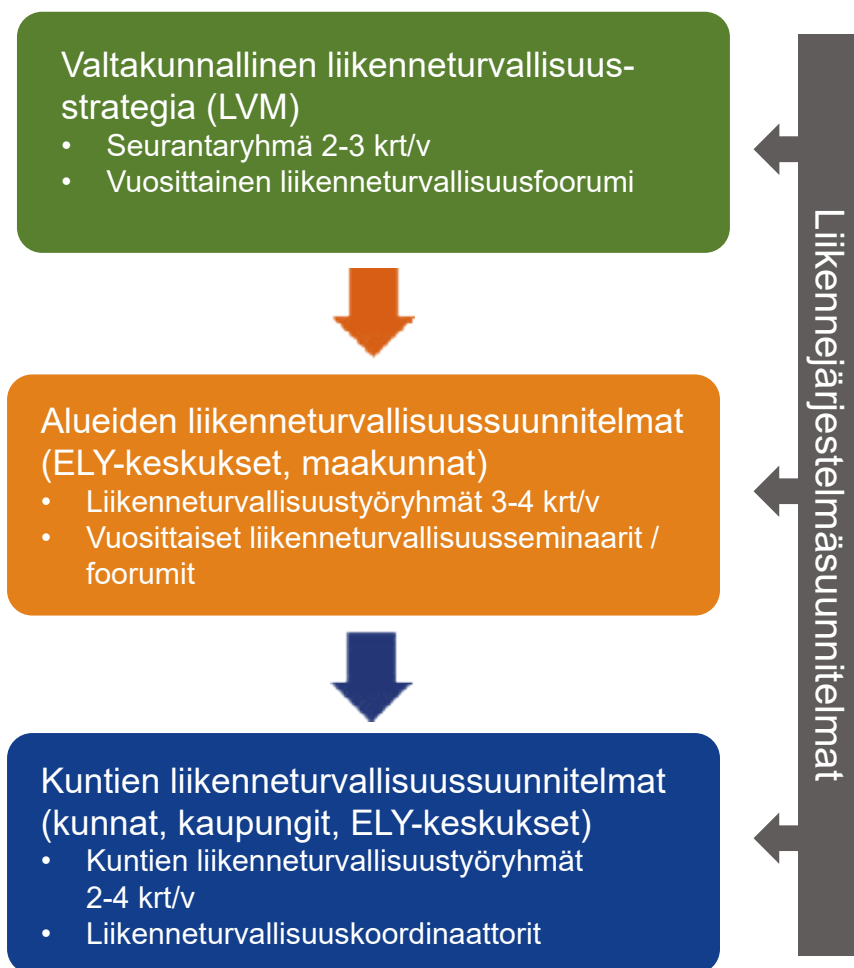 Valtakunnallinen liikenneturvallisuus-
strategia (LVM)
• Seurantaryhmä 2-3 krt/v
• Vuosittainen liikenneturvallisuusfoorumi
Alueiden liikenneturvallisuussuunnitelmat
(ELY-keskukset, maakunnat)
• Liikenneturvallisuustyöryhmät 3-4 krt/v
• Vuosittaiset liikenneturvallisuusseminaarit /
foorumit
Kuntien liikenneturvallisuussuunnitelmat
(kunnat, kaupungit, ELY-keskukset)
• Kuntien liikenneturvallisuustyöryhmät
2-4 krt/v
• Liikenneturvallisuuskoordinaattorit
Liikennejärjestelmäsuunnitelmat